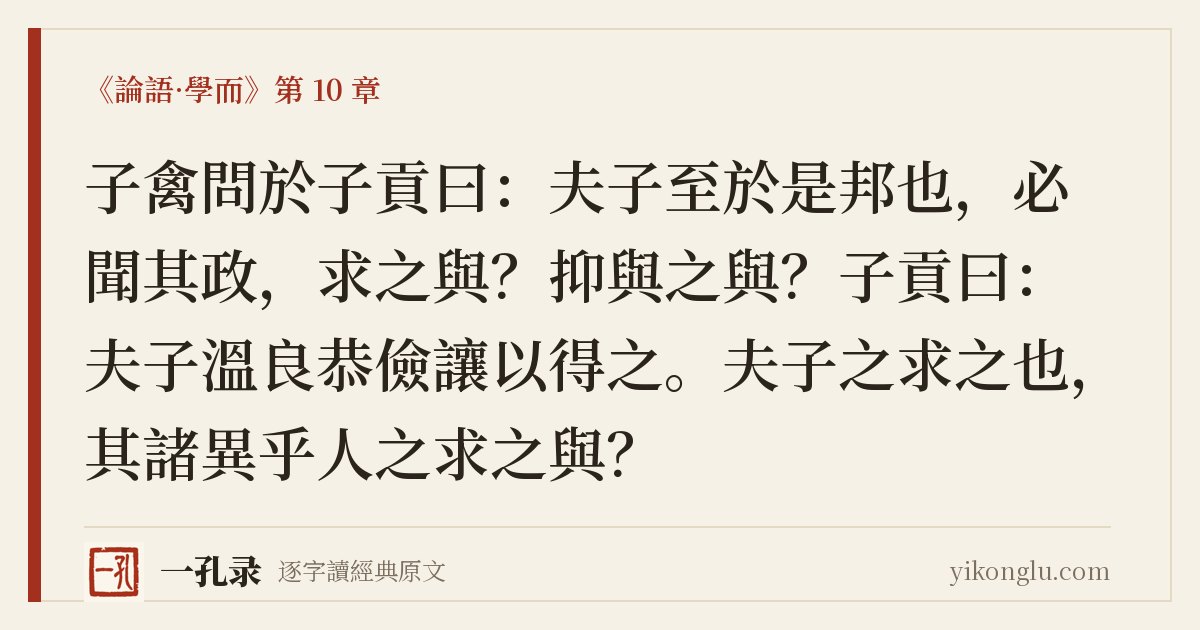 《論語·學而》第 10 章
子禽問於子貢曰：夫子至於是邦也，必
聞其政，求之與？抑與之與？子貢曰：
夫子溫良恭儉讓以得之。夫子之求之也，
其諸異乎人之求之與？
一孔
一孔录 逐字讀經典原文
yikonglu.com